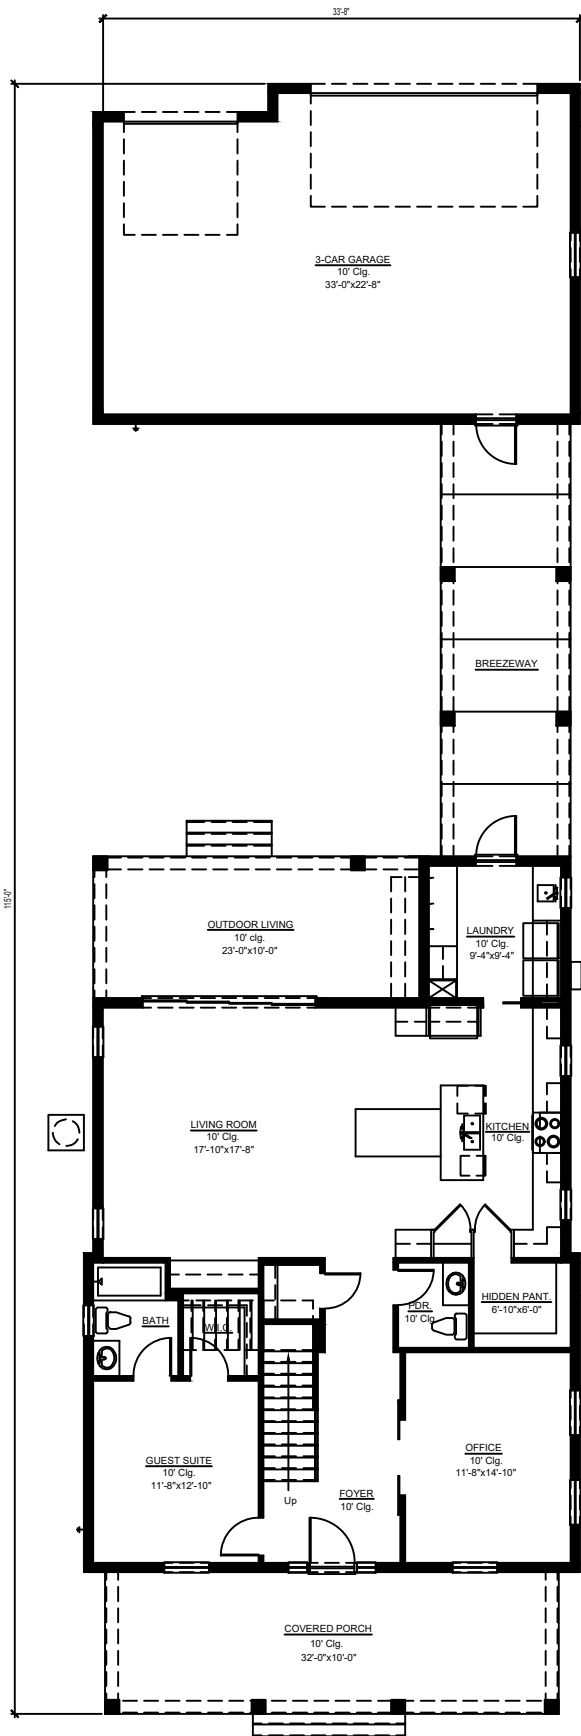 33'-8"
115'-0"
3-CAR GARAGE
10' Clg.
33'-0"x22'-8"
BREEZEWAY
OUTDOOR LIVING
10' clg.
23'-0"x10'-0"
LAUNDRY
10' Clg.
9'-4"x9'-4"
LIVING ROOM
10' Clg.
17'-10"x17'-8"
KITCHEN
10' Clg.
HIDDEN PANT.
6'-10"x6'-0"
PDR.
10' Clg.
BATH
W.I.C.
GUEST SUITE
10' Clg.
11'-8"x12'-10"
Up
FOYER
10' Clg.
OFFICE
10' Clg.
11'-8"x14'-10"
COVERED PORCH
10' Clg.
32'-0"x10'-0"